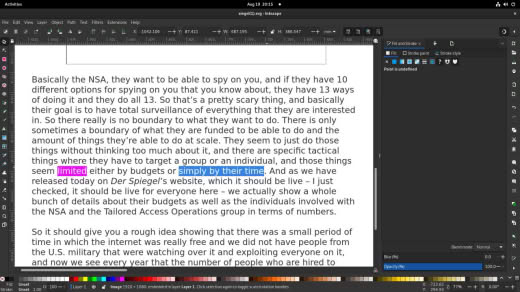 Activities
Aug 10 20:15
File Edit View Layer Object Path Text Filters Extensions Help
Basically the NSA, they want to be able to spy on you, and if they have 10
different options for spying on you that you know about, they have 13 ways
of doing it and they do all 13. So that's a pretty scary thing, and basically
their goal is to have total surveillance of everything that they are interested
in. So there really is no boundary to what they want to do. There is only
sometimes a boundary of what they are funded to be able to do and the
amount of things they're able to do at scale. They seem to just do those
things without thinking too much about it, and there are specific tactical
things where they have to target a group or an individual, and those things
seem limited either by budgets or simply by their time. And as we have
released today on Der Spiegel's website, which it should be live – I just
checked, it should be live for everyone here – we actually show a whole
bunch of details about their budgets as well as the individuals involved with
the NSA and the Tailored Access Operations group in terms of numbers.
So it should give you a rough idea showing that there was a small period of
time in which the internet was really free and we did not have people from
the U.S. military that were watching over it and exploiting everyone on it,
and now we see every year that the number of people who are hired to
Fill and Stroke
Paint is undefined
Blend mode: Normal
Blur (%)
Opacity (%)